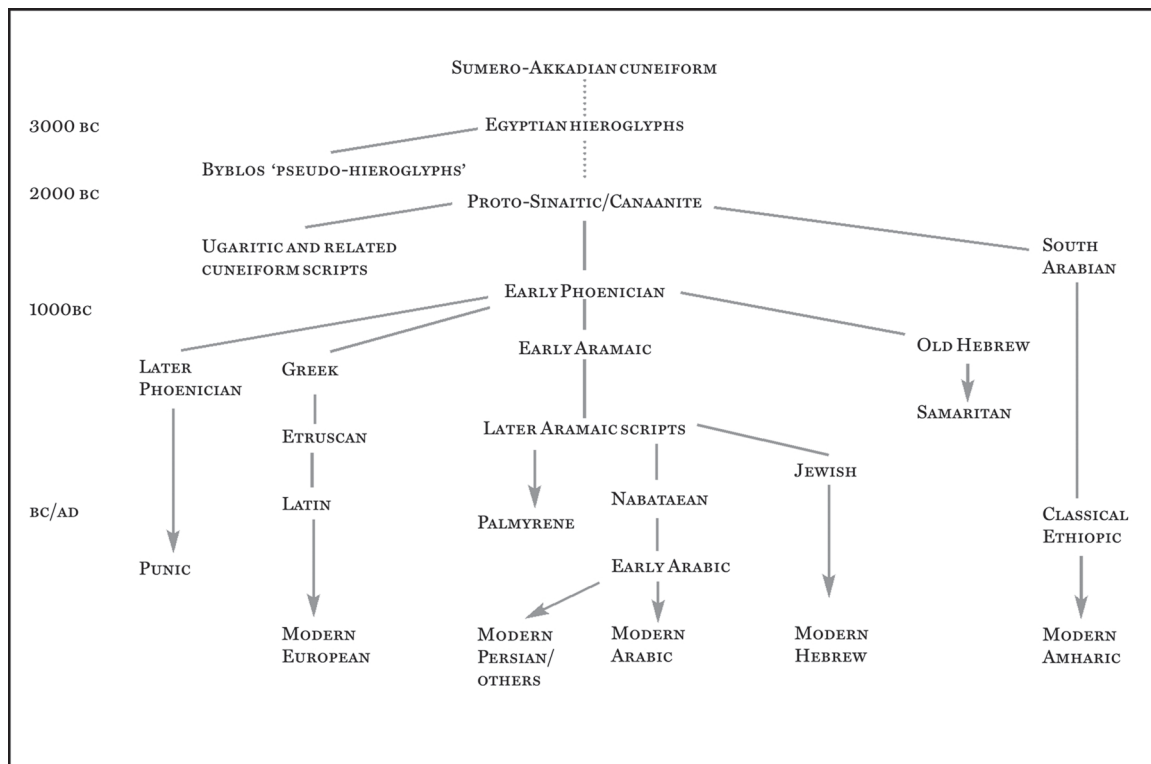 Sumero-Akkadian cuneiform
3000 BC
Egyptian hieroglyphs
Byblos ‘pseudo-hieroglyphs’
2000 BC
Proto-Sinaitic/Canaanite
Ugaritic and related
cuneiform scripts
South
Arabian
Early Phoenician
1000BC
Early Aramaic
Old Hebrew
Later
Phoenician
Greek
Samaritan
Later Aramaic scripts
Etruscan
Jewish
Nabataean
Latin
BC/AD
Palmyrene
Classical
Ethiopic
Punic
Early Arabic
Modern
European
Modern
Persian/
others
Modern
Arabic
Modern
Hebrew
Modern
Amharic